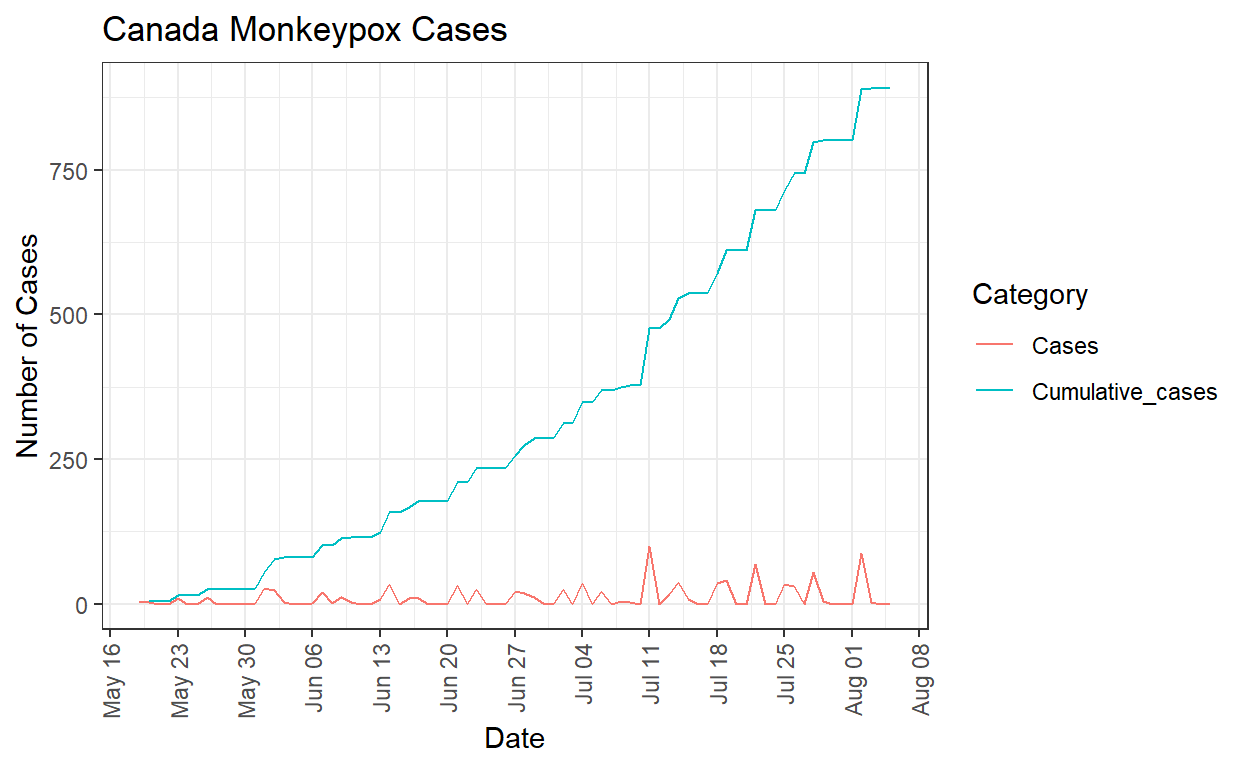 Canada Monkeypox Cases
Number of Cases
750
500
250
0
May 16
May 23
May 30
Jun 06
Jun 13
Jun 20
Jun 27
Jul 04
Jul 11
Jul 18
Jul 25
Aug 01
Aug 08
Date
Category
Cases
Cumulative_cases